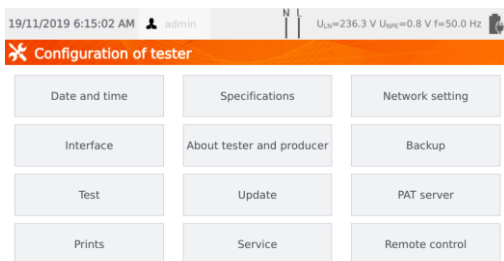 19/11/2019 6:15:02 AM admin N L U_LN=236.3 V U_NPE=0.8 V f=50.0 Hz
Configuration of tester
Date and time Specifications Network setting
Interface About tester and producer Backup
Test Update PAT server
Prints Service Remote control